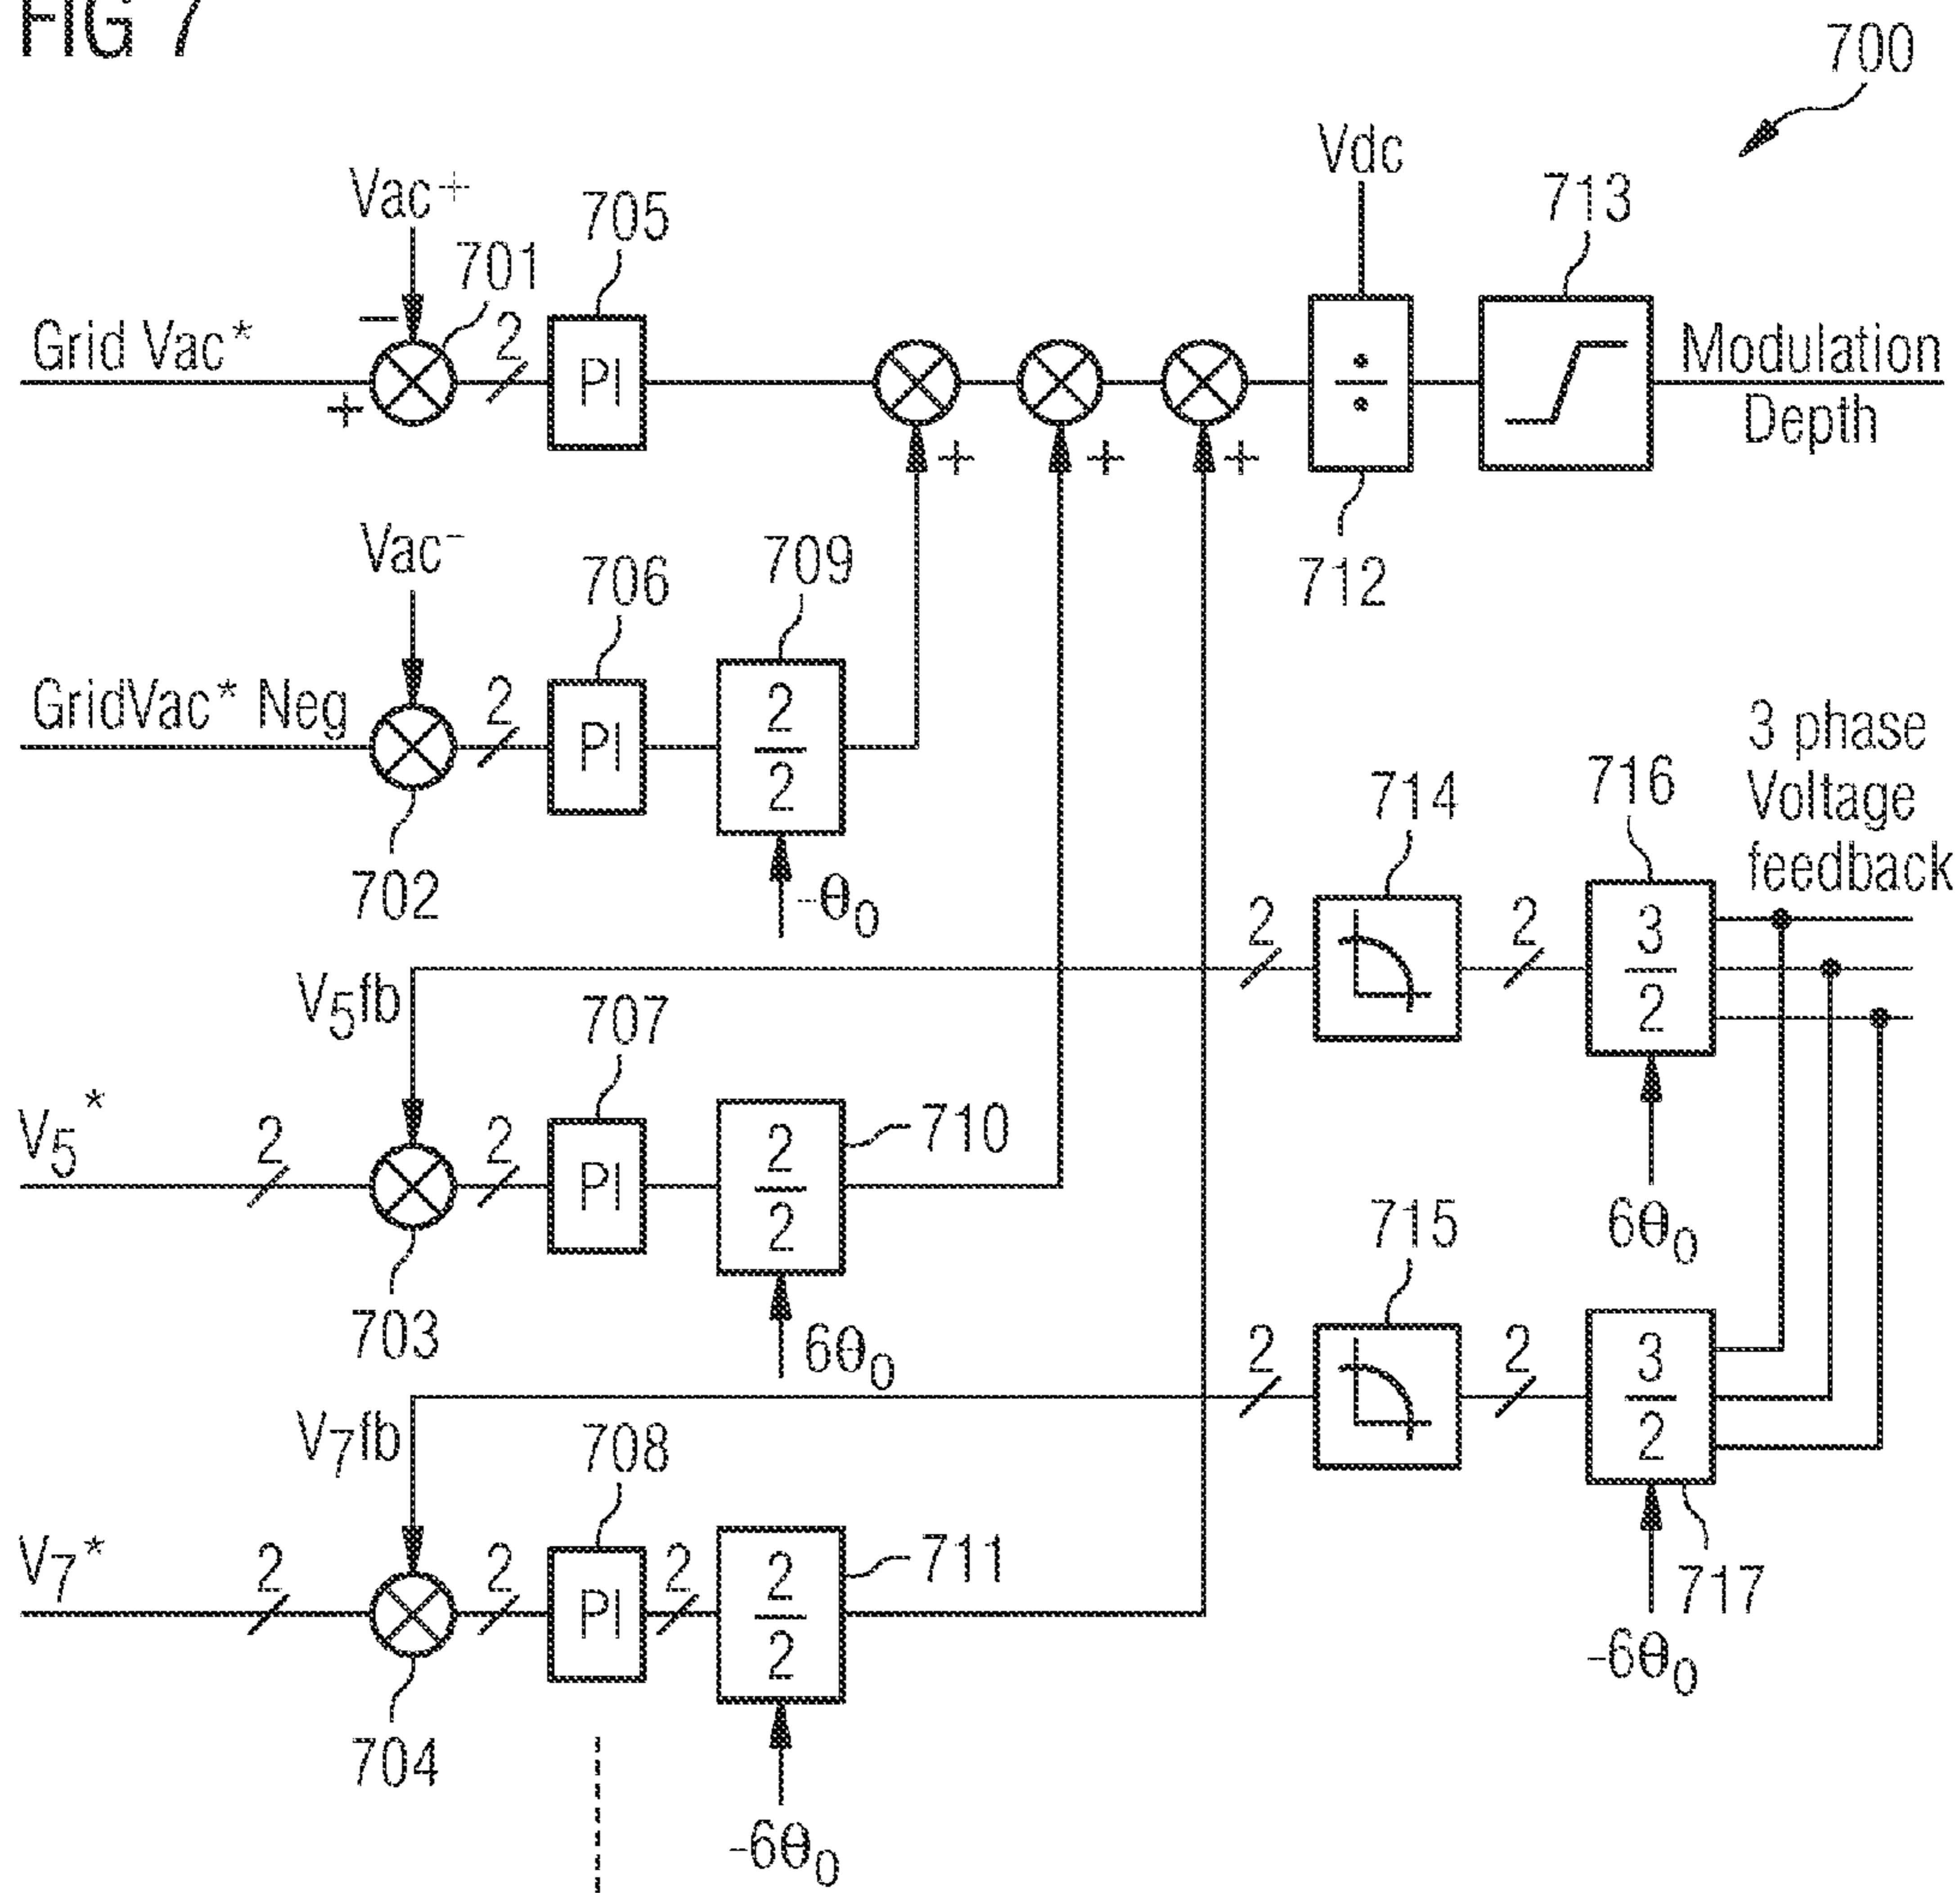 FIG 7
700
Vac+
701
705
Vdc
713
Grid Vac*
−
+
2
PI
+
+
+
÷
Modulation
Depth
712
Vac-
706
709
GridVac* Neg
2
PI
2
2
702
-θ0
3 phase
Voltage
feedback
714
716
2
2
3
2
V5fb
707
V5*
2
2
PI
2
2
710
703
6θ0
6θ0
715
2
2
3
2
V7fb
708
V7*
2
2
PI
2
2
2
711
717
704
-6θ0
-6θ0